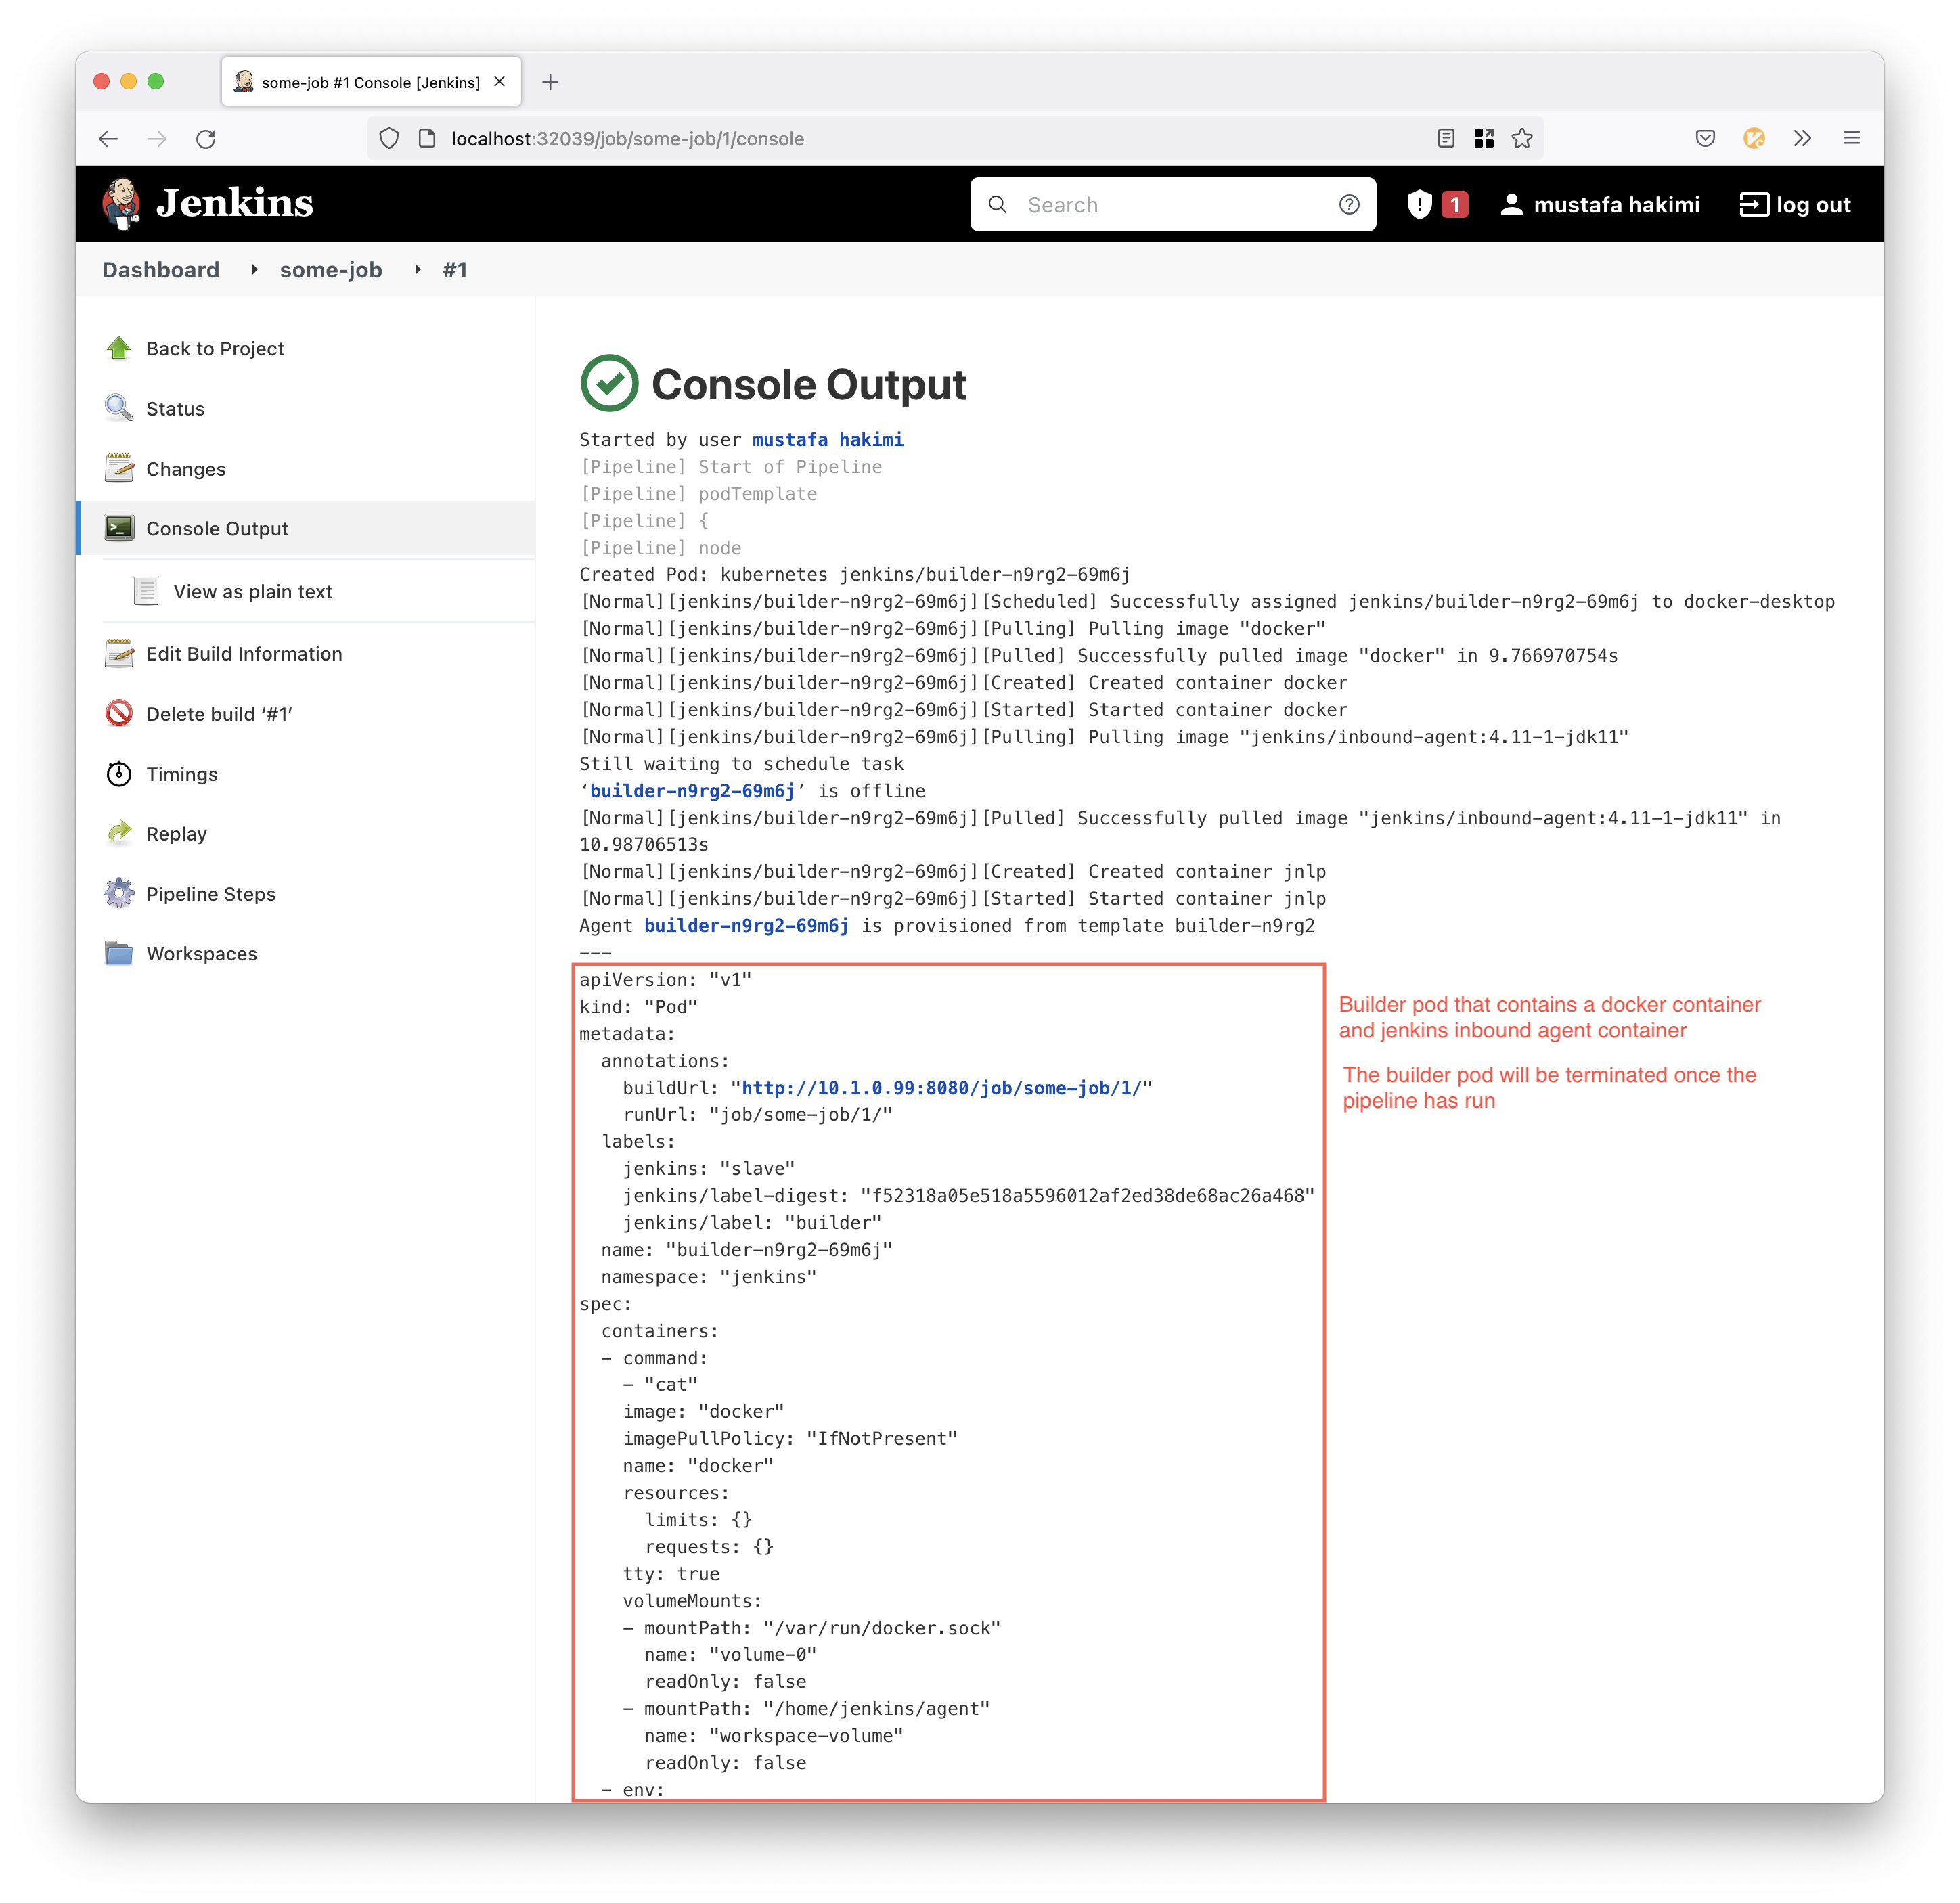 some-job #1 Console [Jenkins]
localhost:32039/job/some-job/1/console
Jenkins
Search
1
mustafa hakimi
log out
Dashboard
some-job
#1
Back to Project
Status
Changes
Console Output
View as plain text
Edit Build Information
Delete build ‘#1’
Timings
Replay
Pipeline Steps
Workspaces
Console Output
Started by user mustafa hakimi
[Pipeline] Start of Pipeline
[Pipeline] podTemplate
[Pipeline] {
[Pipeline] node
Created Pod: kubernetes jenkins/builder-n9rg2-69m6j
[Normal][jenkins/builder-n9rg2-69m6j][Scheduled] Successfully assigned jenkins/builder-n9rg2-69m6j to docker-desktop
[Normal][jenkins/builder-n9rg2-69m6j][Pulling] Pulling image "docker"
[Normal][jenkins/builder-n9rg2-69m6j][Pulled] Successfully pulled image "docker" in 9.766970754s
[Normal][jenkins/builder-n9rg2-69m6j][Created] Created container docker
[Normal][jenkins/builder-n9rg2-69m6j][Started] Started container docker
[Normal][jenkins/builder-n9rg2-69m6j][Pulling] Pulling image "jenkins/inbound-agent:4.11-1-jdk11"
Still waiting to schedule task
‘builder-n9rg2-69m6j’ is offline
[Normal][jenkins/builder-n9rg2-69m6j][Pulled] Successfully pulled image "jenkins/inbound-agent:4.11-1-jdk11" in
10.98706513s
[Normal][jenkins/builder-n9rg2-69m6j][Created] Created container jnlp
[Normal][jenkins/builder-n9rg2-69m6j][Started] Started container jnlp
Agent builder-n9rg2-69m6j is provisioned from template builder-n9rg2
---
apiVersion: "v1"
kind: "Pod"
metadata:
  annotations:
    buildUrl: "http://10.1.0.99:8080/job/some-job/1/"
    runUrl: "job/some-job/1/"
  labels:
    jenkins: "slave"
    jenkins/label-digest: "f52318a05e518a5596012af2ed38de68ac26a468"
    jenkins/label: "builder"
  name: "builder-n9rg2-69m6j"
  namespace: "jenkins"
spec:
  containers:
  - command:
    - "cat"
    image: "docker"
    imagePullPolicy: "IfNotPresent"
    name: "docker"
    resources:
      limits: {}
      requests: {}
    tty: true
    volumeMounts:
    - mountPath: "/var/run/docker.sock"
      name: "volume-0"
      readOnly: false
    - mountPath: "/home/jenkins/agent"
      name: "workspace-volume"
      readOnly: false
  - env:
Builder pod that contains a docker container
and jenkins inbound agent container
The builder pod will be terminated once the
pipeline has run